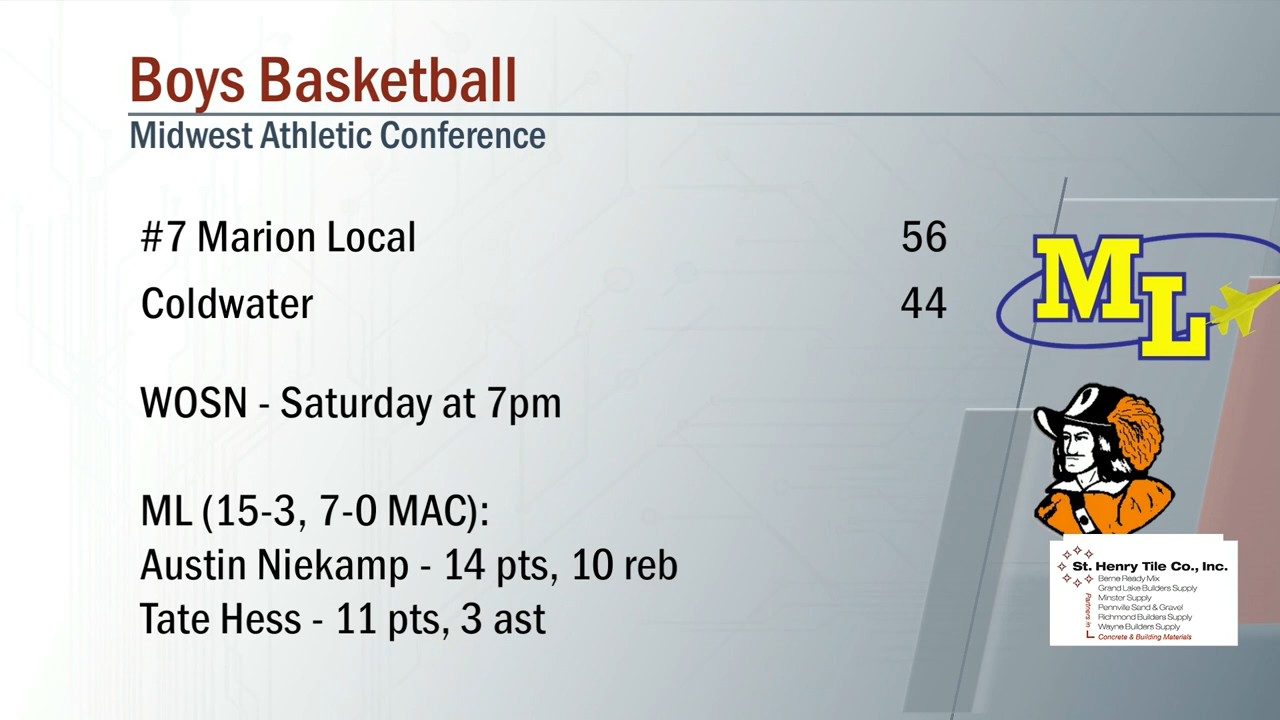 Boys Basketball
Midwest Athletic Conference
#7 Marion Local 56
Coldwater 44
WOSN - Saturday at 7pm
ML (15-3, 7-0 MAC):
Austin Niekamp - 14 pts, 10 reb
Tate Hess - 11 pts, 3 ast
ML
St. Henry Tile Co., Inc.
Berne Ready Mix
Grand Lake Builders Supply
Minster Supply
Pennville Sand & Gravel
Richmond Builders Supply
Wayne Builders Supply
Partners in
Concrete & Building Materials